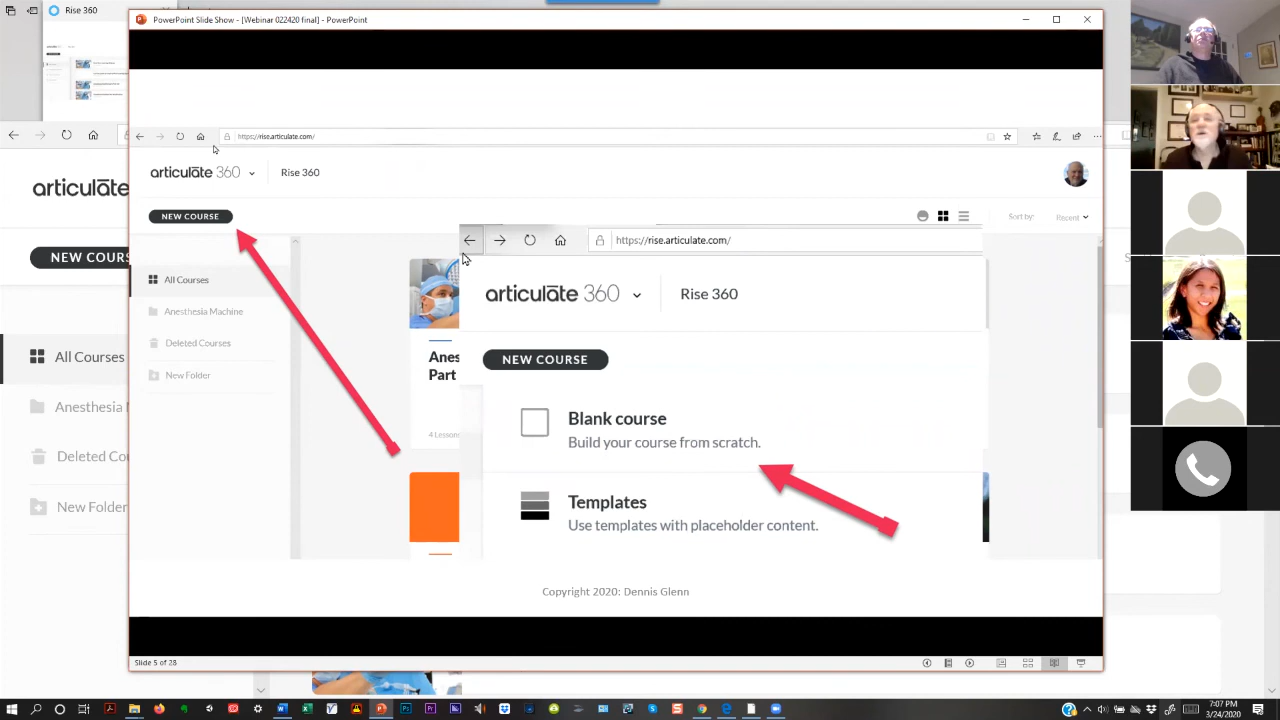 Rise 360
PowerPoint Slide Show - [Webinar 022420 final] - PowerPoint
https://rise.articulate.com/
articulate 360
Rise 360
NEW COURSE
Sort by:
Recent
All Courses
Anesthesia Machine
Deleted Courses
New Folder
Anes
Part
4 Lessons
https://rise.articulate.com/
articulate 360
Rise 360
NEW COURSE
Blank course
Build your course from scratch.
Templates
Use templates with placeholder content.
Copyright 2020: Dennis Glenn
Slide 5 of 28
articulate
NEW COURS
All Courses
Anesthesia
Deleted Cou
New Folder
7:07 PM
3/24/2020